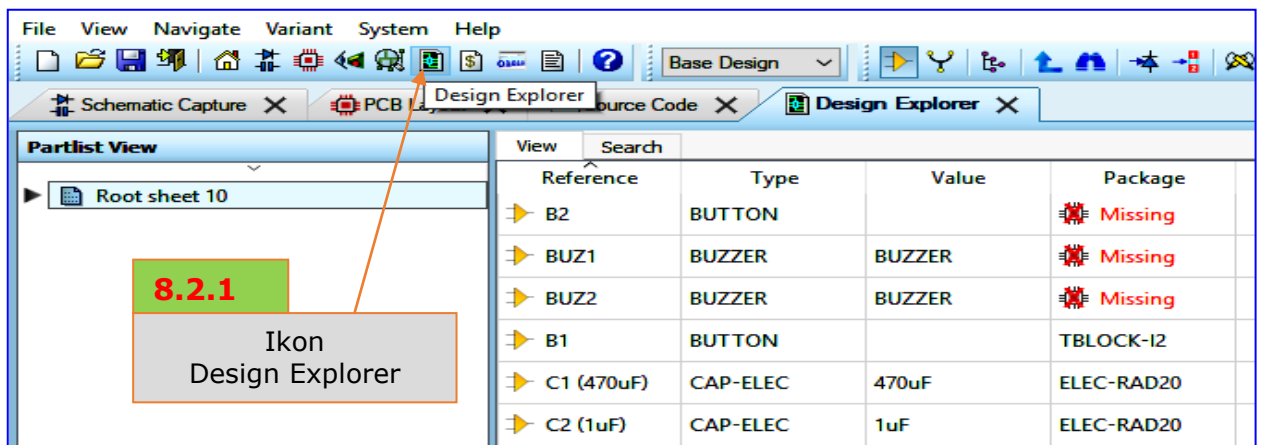 File View Navigate Variant System Help
Base Design
Schematic Capture PCB L Design Explorer ource Code Design Explorer
Partlist View
Root sheet 10
View Search
Reference Type Value Package
B2 BUTTON Missing
BUZ1 BUZZER BUZZER Missing
BUZ2 BUZZER BUZZER Missing
B1 BUTTON TBLOCK-I2
C1 (470uF) CAP-ELEC 470uF ELEC-RAD20
C2 (1uF) CAP-ELEC 1uF ELEC-RAD20
8.2.1
Ikon
Design Explorer